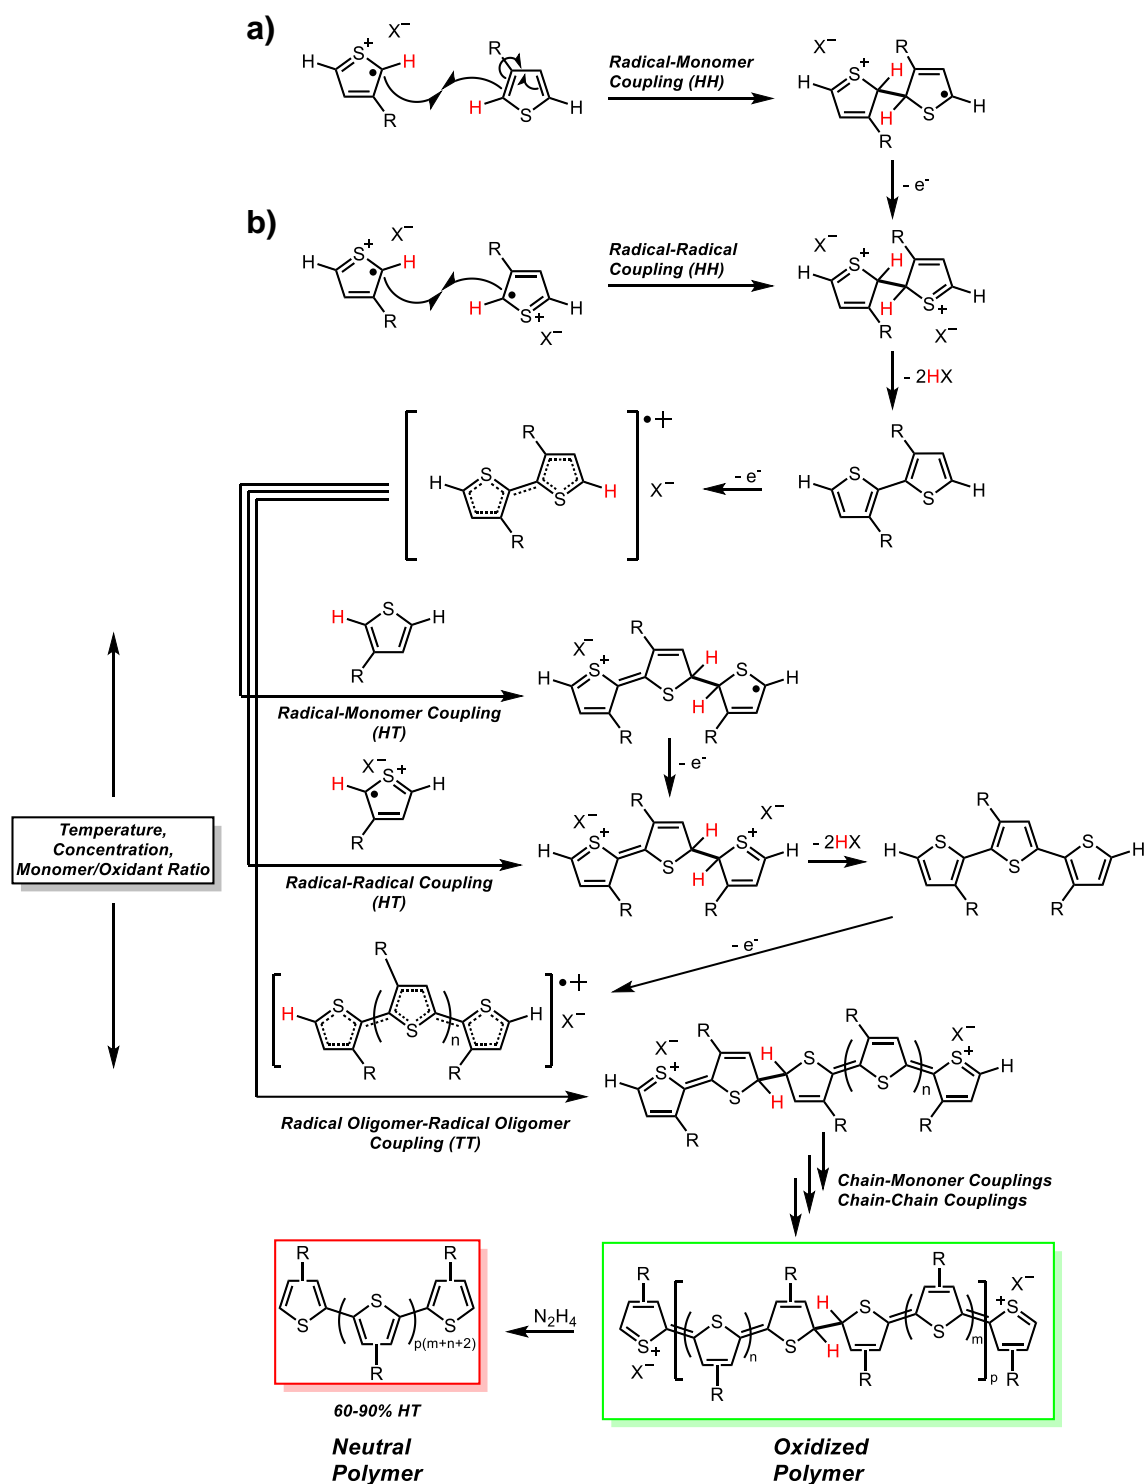 a)
X−
H S+ H
R
R
H S H
Radical-Monomer
Coupling (HH)
X−
H S+ H
R
H S H
R
- e-
b)
X−
H S+ H
R
R
H S+ H
X−
Radical-Radical
Coupling (HH)
X−
H S+ H
R
H S+ H
R
X−
- 2HX
R
H S
S H
R
•+
X−
- e-
R
H S
S H
R
H S H
R
Radical-Monomer Coupling
(HT)
X−
R
H S+ S H
S H
R R
- e-
X− S+
H H
R
Radical-Radical Coupling
(HT)
X−
R
H S+ S H
H S+ H
R R
X−
- 2HX
R
H S S S H
R R
- e-
Temperature,
Concentration,
Monomer/Oxidant Ratio
R
H S S S H
n
R R
•+
X−
Radical Oligomer-Radical Oligomer
Coupling (TT)
X−
R R
H S+ S H H S S S+ H
n
R R R
X−
Chain-Mononer Couplings
Chain-Chain Couplings
R R
S S S
p(m+n+2)
R
60-90% HT
Neutral
Polymer
N2H4
R R R
X−
S+ S S H H S S S+
n m p
X−
R R R
Oxidized
Polymer